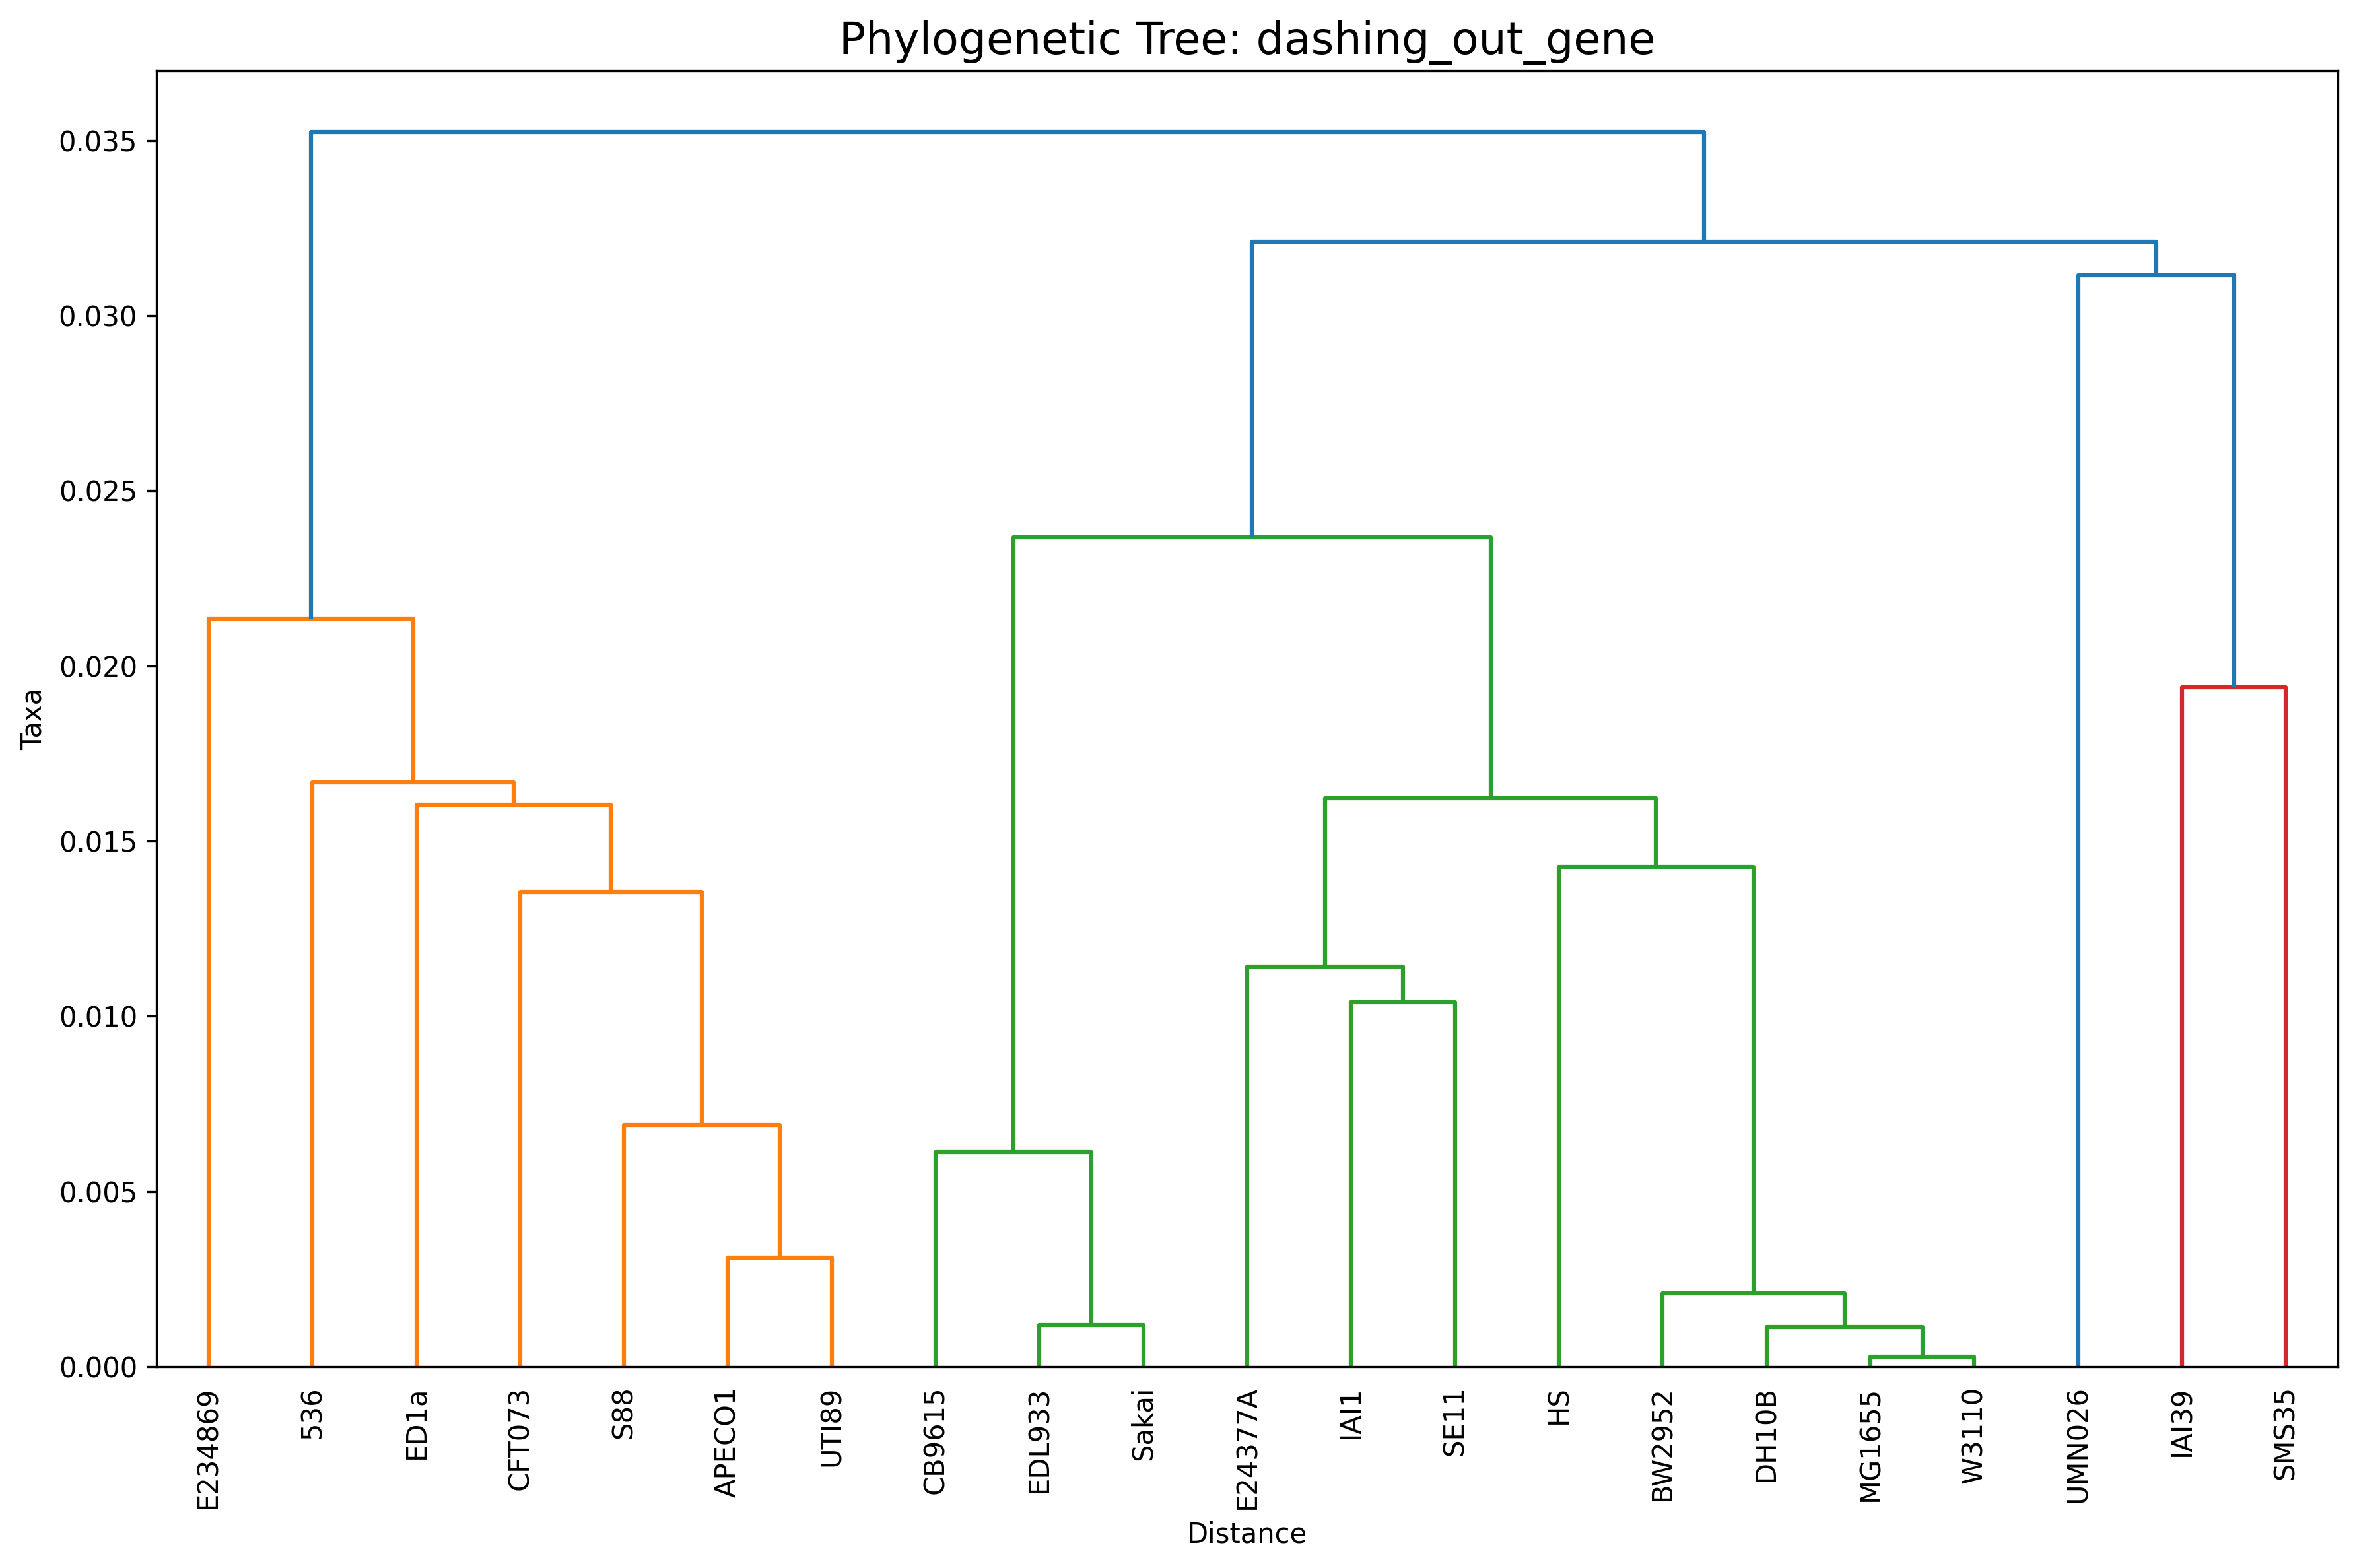 Phylogenetic Tree: dashing_out_gene
0.035
0.030
0.025
0.020
0.015
0.010
0.005
0.000
Taxa
E234869
536
ED1a
CFT073
S88
APECO1
UTI89
CB9615
EDL933
Sakai
E24377A
IAI1
SE11
HS
BW2952
DH10B
MG1655
W3110
UMN026
IAI39
SMS35
Distance